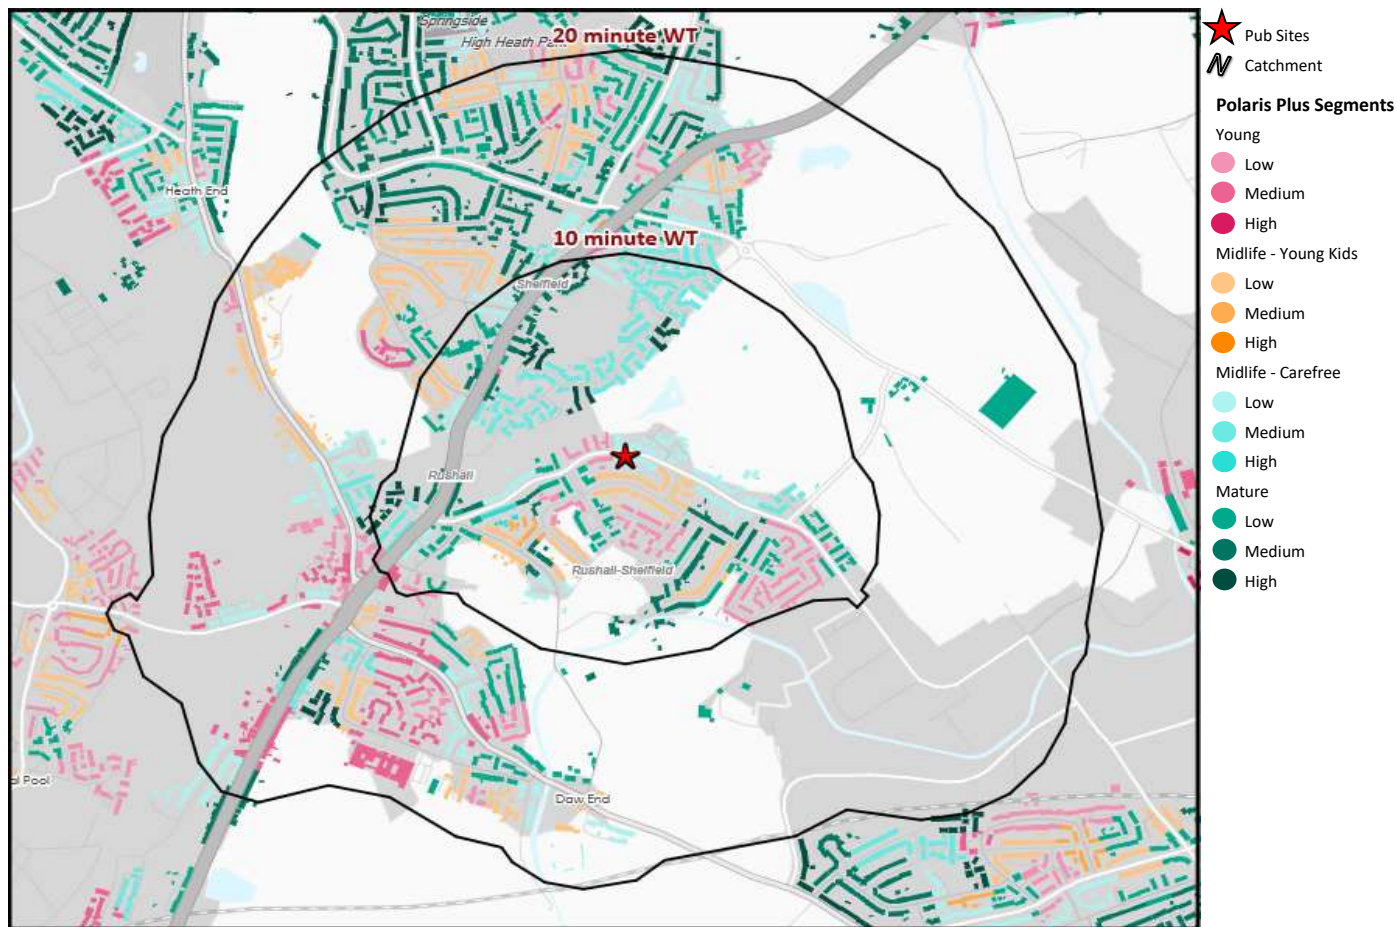 Springside
High Heath Park
20 minute WT
Heath End
10 minute WT
Shelfield
Rushall
Rushall-Shelfield
al Pool
Daw End
Pub Sites
Catchment
Polaris Plus Segments
Young
Low
Medium
High
Midlife - Young Kids
Low
Medium
High
Midlife - Carefree
Low
Medium
High
Mature
Low
Medium
High